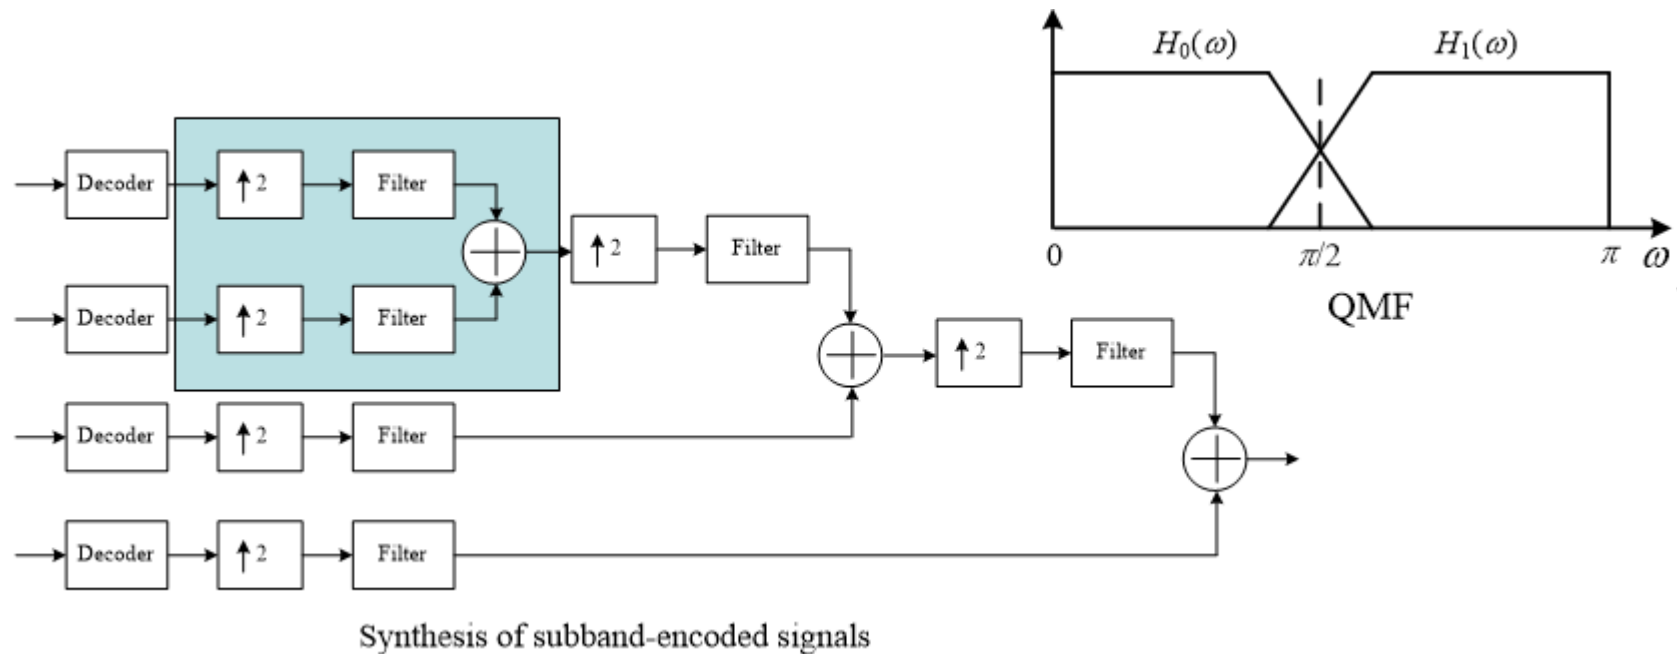 H₀(ω) H₁(ω)
0 π/2 π ω
QMF
Decoder ↑2 Filter
↑2 Filter
Decoder ↑2 Filter
↑2 Filter
Decoder ↑2 Filter
Decoder ↑2 Filter
Synthesis of subband-encoded signals